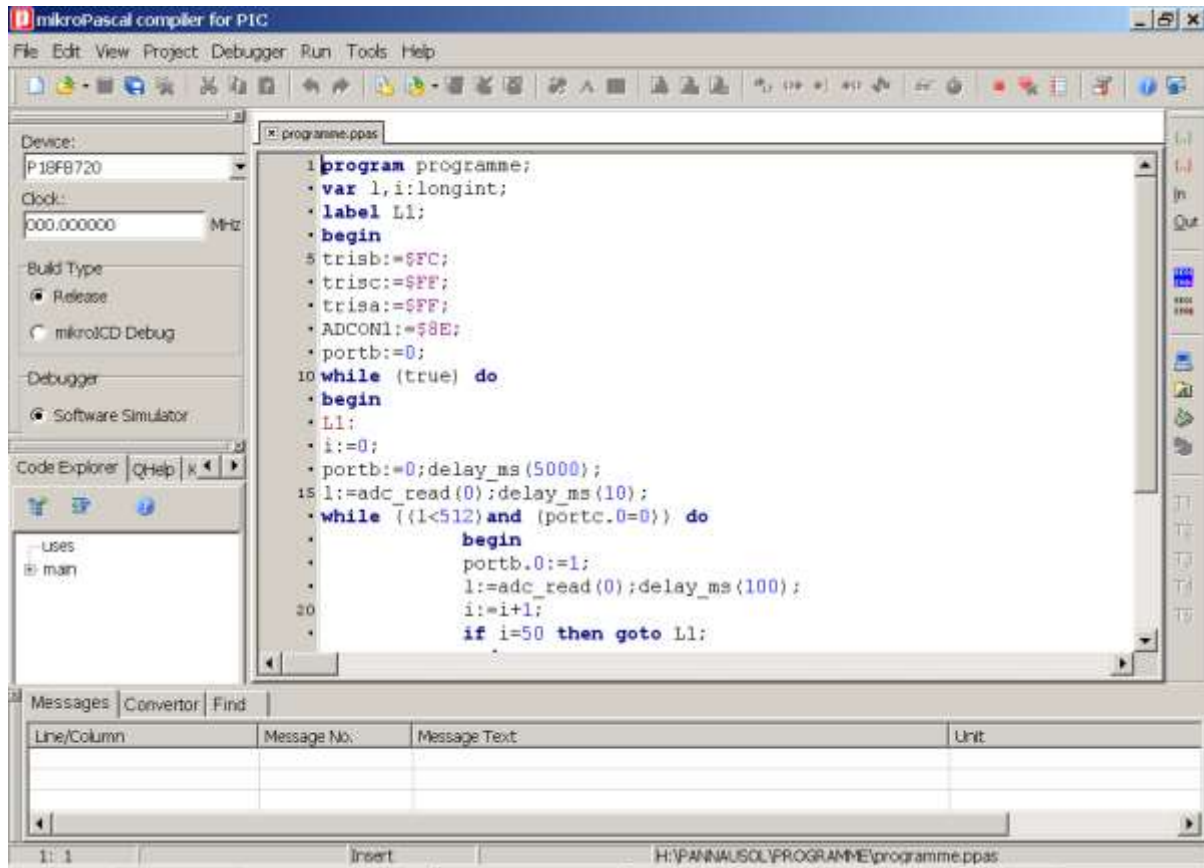 mikroPascal compiler for PIC
File Edit View Project Debugger Run Tools Help
Device:
P18F8720
Clock:
000.000000 MHz
Build Type
Release
mikroICD Debug
Debugger
Software Simulator
Code Explorer QHelp K
uses
main
programme.ppas
1 program programme;
var l,i:longint;
label L1;
begin
5 trisb:=$FC;
trisc:=$FF;
trisa:=$FF;
ADCON1:=$8E;
portb:=0;
10 while (true) do
begin
L1:
i:=0;
portb:=0;delay_ms(5000);
15 l:=adc_read(0);delay_ms(10);
while ((l<512)and (portc.0=0)) do
begin
portb.0:=1;
l:=adc_read(0);delay_ms(100);
20 i:=i+1;
if i=50 then goto L1;
In
Out
T1
T2
T3
T4
T5
Messages Convertor Find
Line/Column Message No. Message Text Unit
1: 1 Insert H:\PANNAUSOL\PROGRAMME\programme.ppas